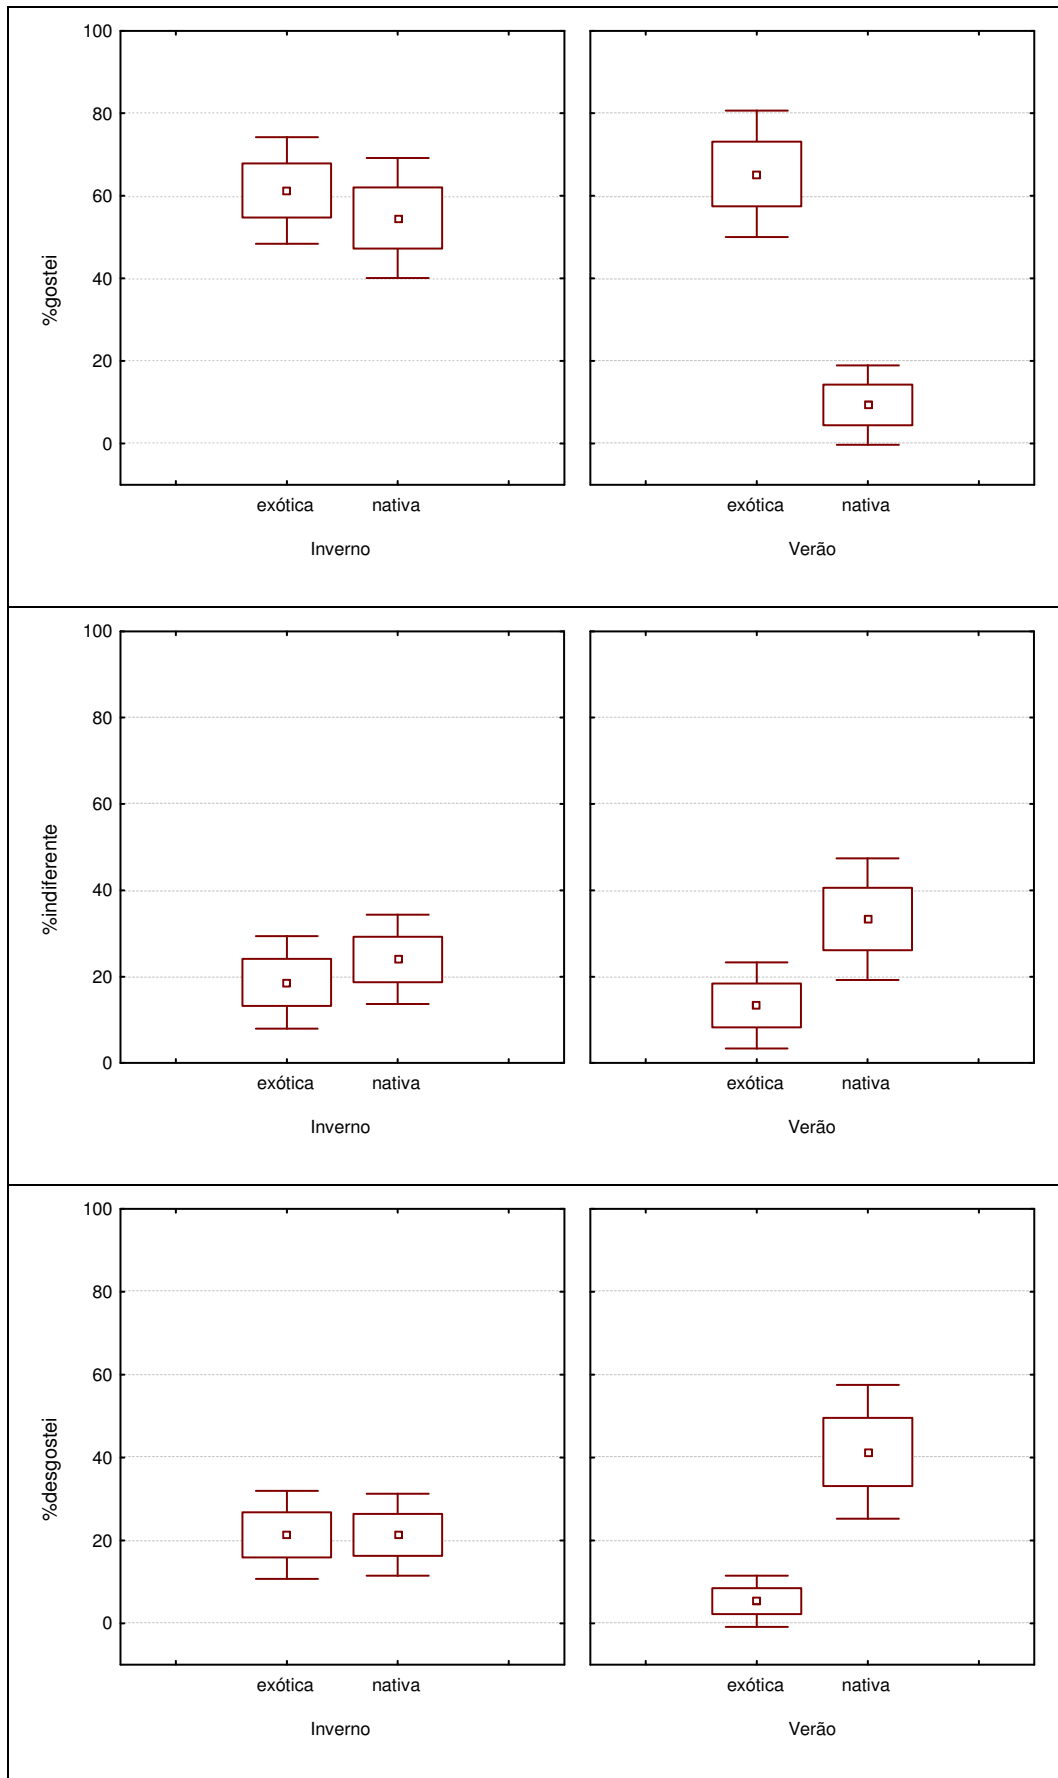 100
80
60
40
20
0
%gostei
exótica nativa
Inverno
exótica nativa
Verão
100
80
60
40
20
0
%indiferente
exótica nativa
Inverno
exótica nativa
Verão
100
80
60
40
20
0
%desgostei
exótica nativa
Inverno
exótica nativa
Verão